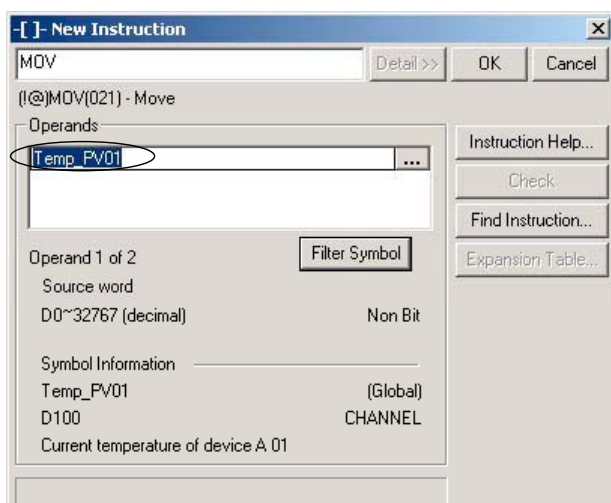 -[ ]- New Instruction
MOV Detail >> OK Cancel
(!@)MOV(021) - Move
Operands
Temp_PV01 ...
Instruction Help...
Check
Find Instruction...
Operand 1 of 2 Filter Symbol Expansion Table...
Source word
D0~32767 (decimal) Non Bit
Symbol Information
Temp_PV01 (Global)
D100 CHANNEL
Current temperature of device A 01